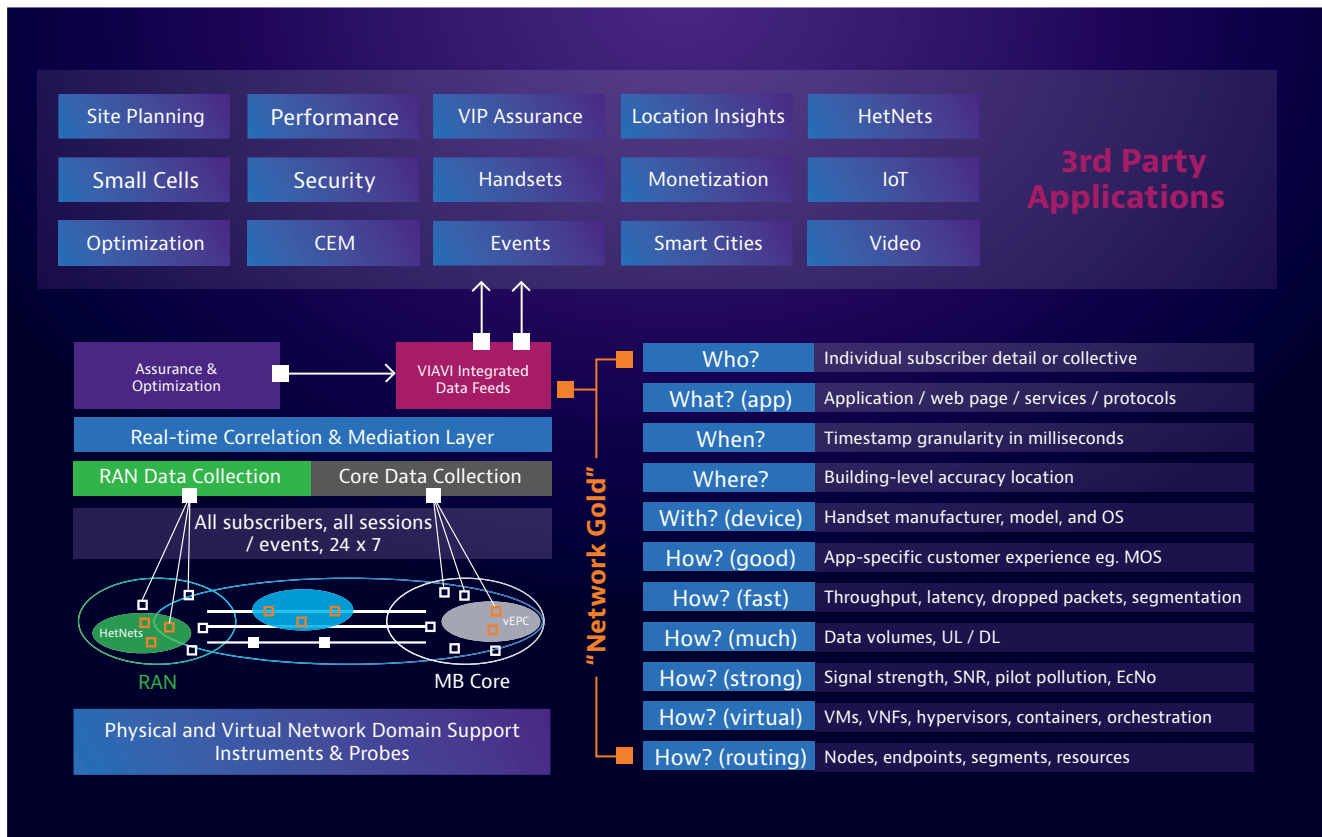 Site Planning
Performance
VIP Assurance
Location Insights
HetNets
Small Cells
Security
Handsets
Monetization
IoT
Optimization
CEM
Events
Smart Cities
Video
3rd Party
Applications
Assurance &
Optimization
VIAVI Integrated
Data Feeds
Real-time Correlation & Mediation Layer
RAN Data Collection
Core Data Collection
All subscribers, all sessions
/ events, 24 x 7
HetNets
vEPC
RAN
MB Core
Physical and Virtual Network Domain Support
Instruments & Probes
"Network Gold"
Who?
Individual subscriber detail or collective
What? (app)
Application / web page / services / protocols
When?
Timestamp granularity in milliseconds
Where?
Building-level accuracy location
With? (device)
Handset manufacturer, model, and OS
How? (good)
App-specific customer experience eg. MOS
How? (fast)
Throughput, latency, dropped packets, segmentation
How? (much)
Data volumes, UL / DL
How? (strong)
Signal strength, SNR, pilot pollution, EcNo
How? (virtual)
VMs, VNFs, hypervisors, containers, orchestration
How? (routing)
Nodes, endpoints, segments, resources